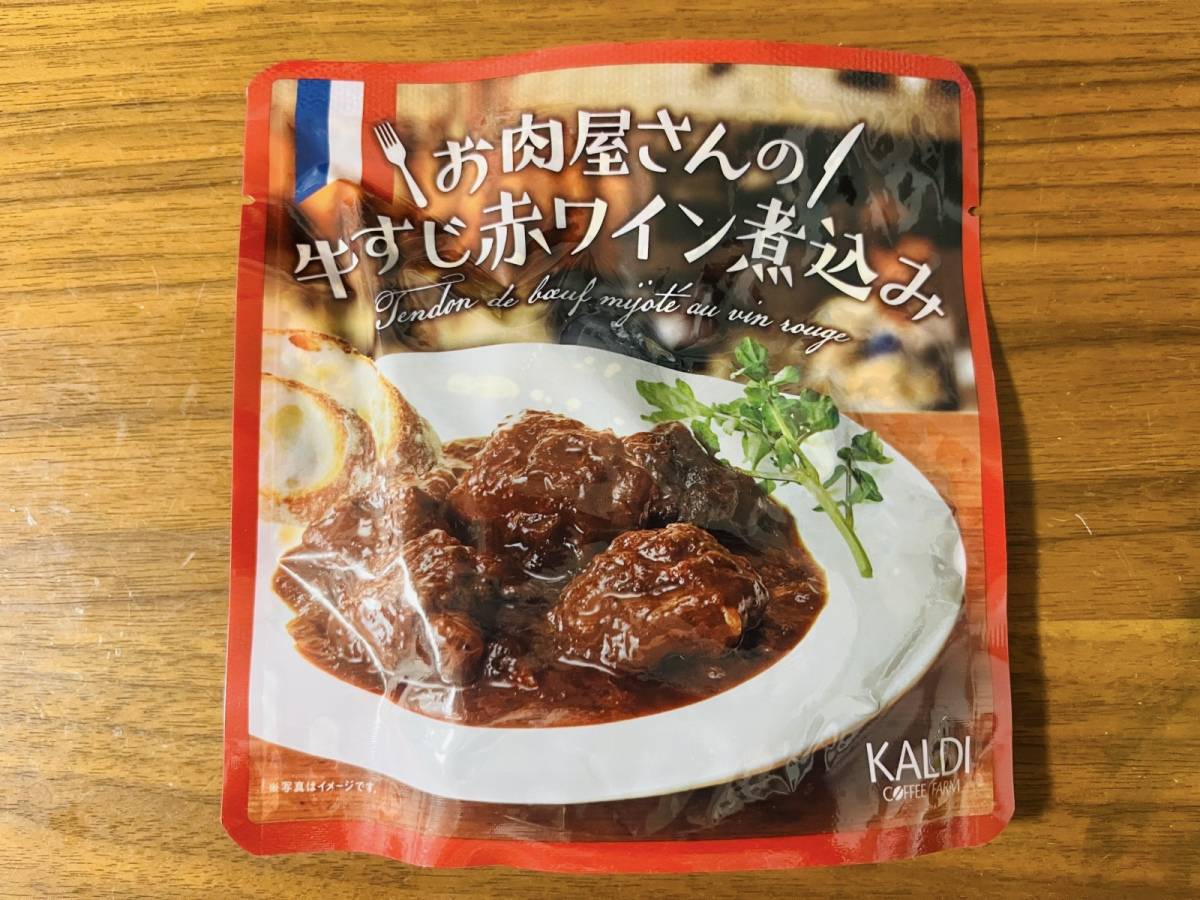 お肉屋さんの
牛すじ赤ワイン煮込み
Tendon de bœuf mijoté au vin rouge
※写真はイメージです。
KALDI
COFFEE FARM